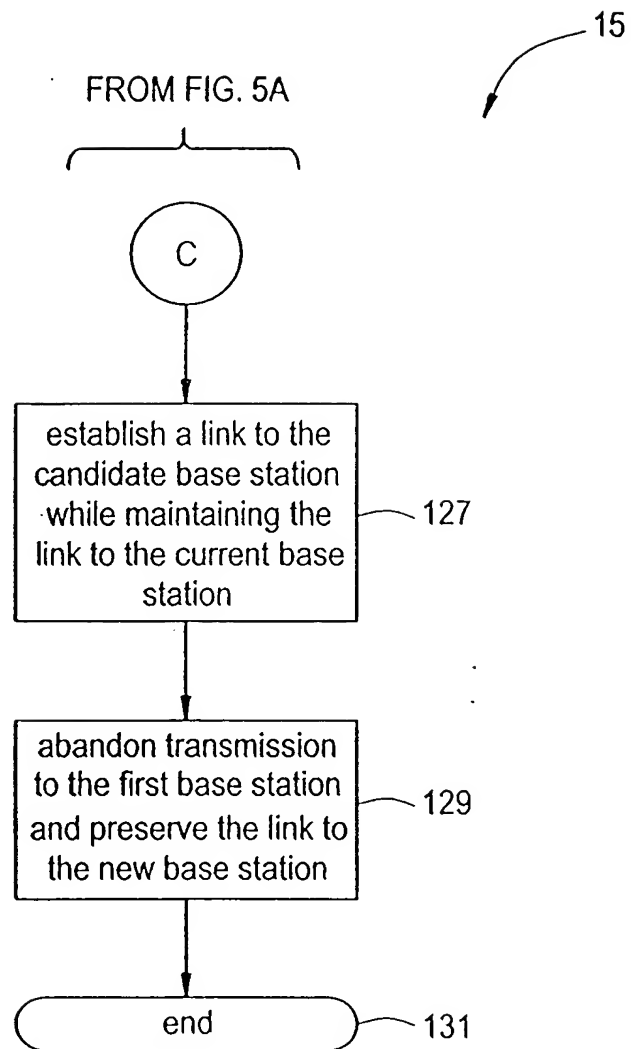 15
FROM FIG. 5A
C
establish a link to the
candidate base station
while maintaining the
link to the current base
station
127
abandon transmission
to the first base station
and preserve the link to
the new base station
129
end
131